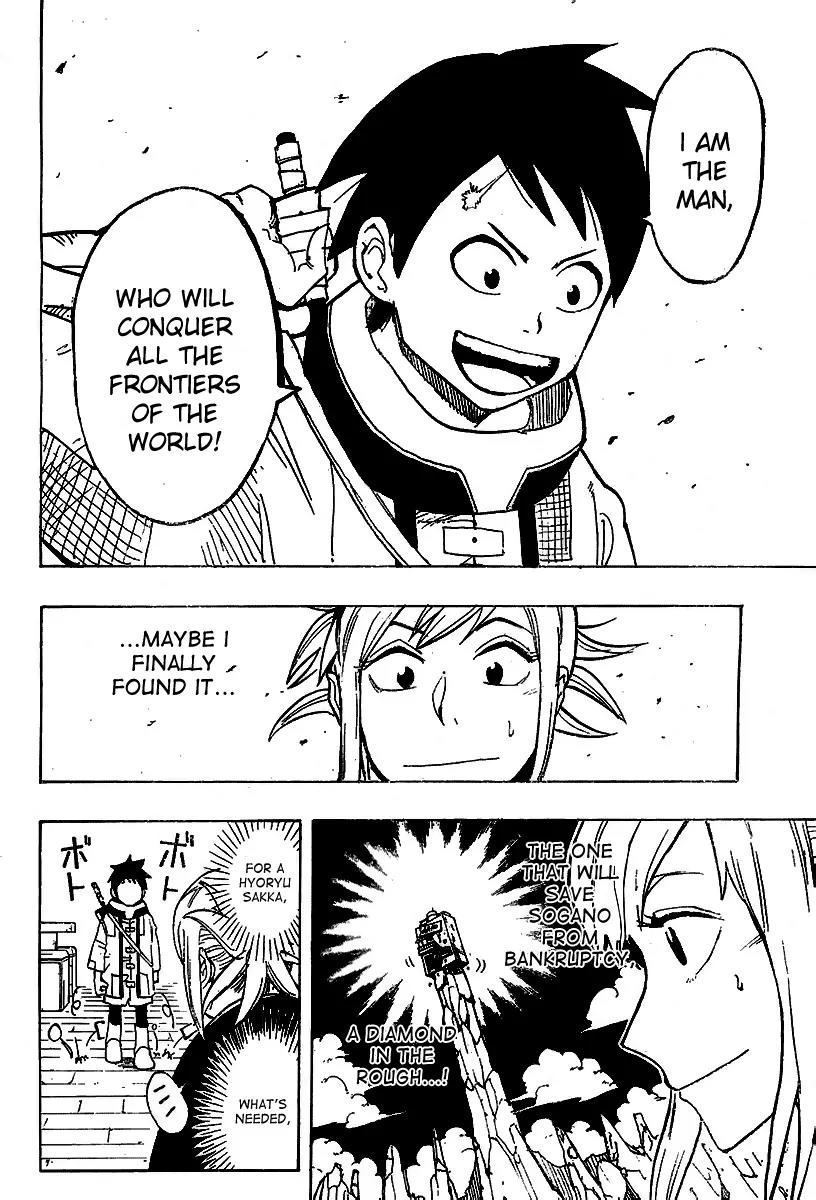 I AM
THE
MAN,
WHO WILL
CONQUER
ALL THE
FRONTIERS
OF THE
WORLD!
...MAYBE I
FINALLY
FOUND IT...
THE ONE
THAT WILL
SAVE
SOGANO
FROM
BANKRUPTCY,
A DIAMOND
IN THE
ROUGH...!
FOR A
HYORYU
SAKKA,
WHAT'S
NEEDED,
ボト
ボト